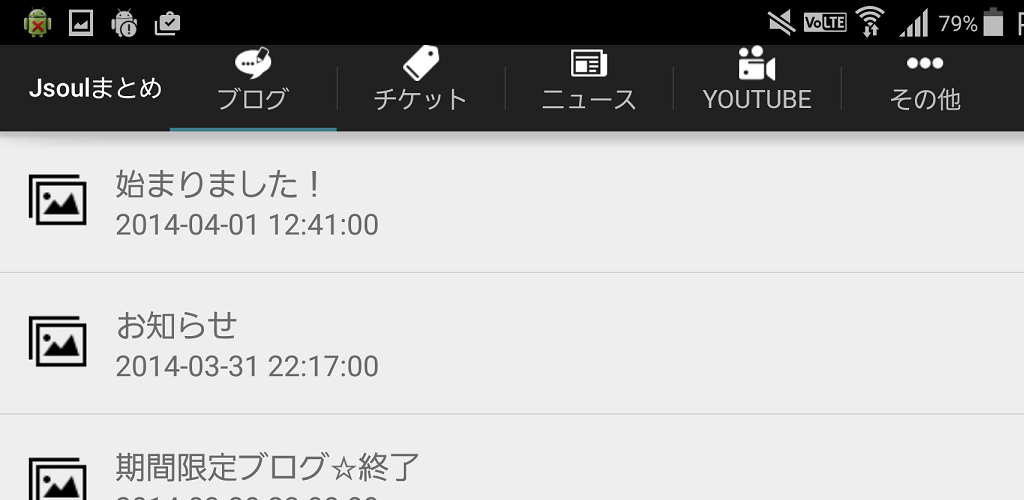 VoLTE 79%
Jsoulまとめ ブログ チケット ニュース YOUTUBE その他
始まりました！
2014-04-01 12:41:00
お知らせ
2014-03-31 22:17:00
期間限定ブログ☆終了